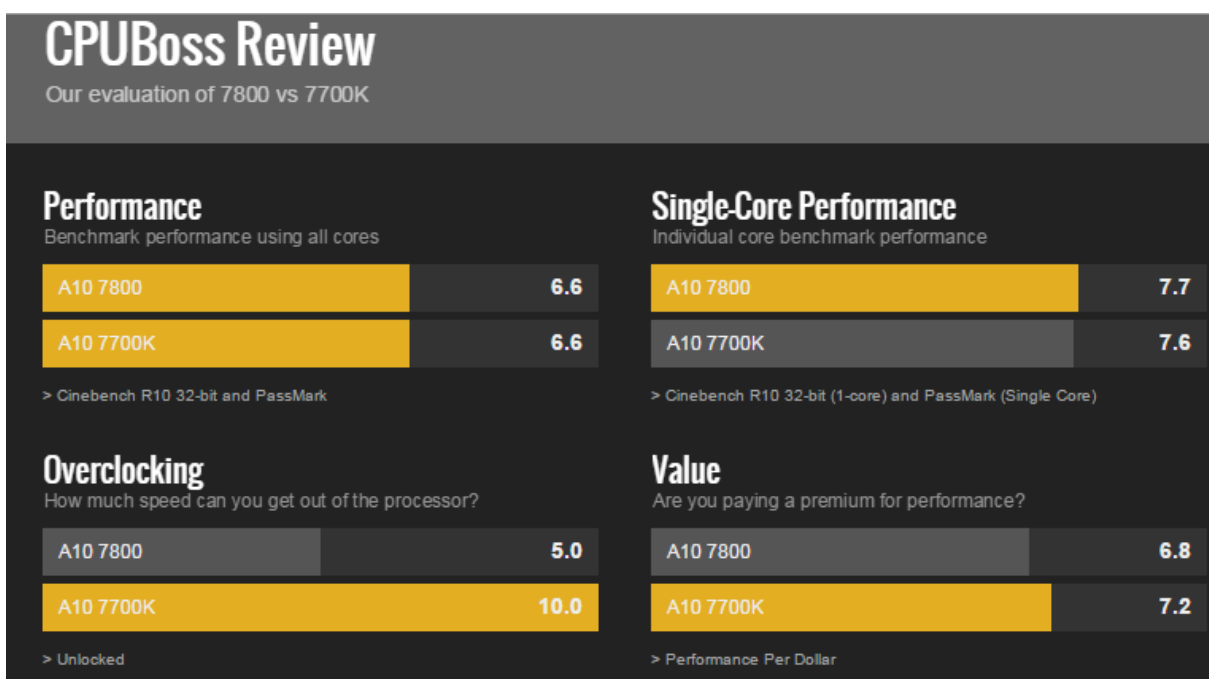 CPUBoss Review
Our evaluation of 7800 vs 7700K
Performance
Benchmark performance using all cores
A10 7800 6.6
A10 7700K 6.6
> Cinebench R10 32-bit and PassMark
Single-Core Performance
Individual core benchmark performance
A10 7800 7.7
A10 7700K 7.6
> Cinebench R10 32-bit (1-core) and PassMark (Single Core)
Overclocking
How much speed can you get out of the processor?
A10 7800 5.0
A10 7700K 10.0
> Unlocked
Value
Are you paying a premium for performance?
A10 7800 6.8
A10 7700K 7.2
> Performance Per Dollar